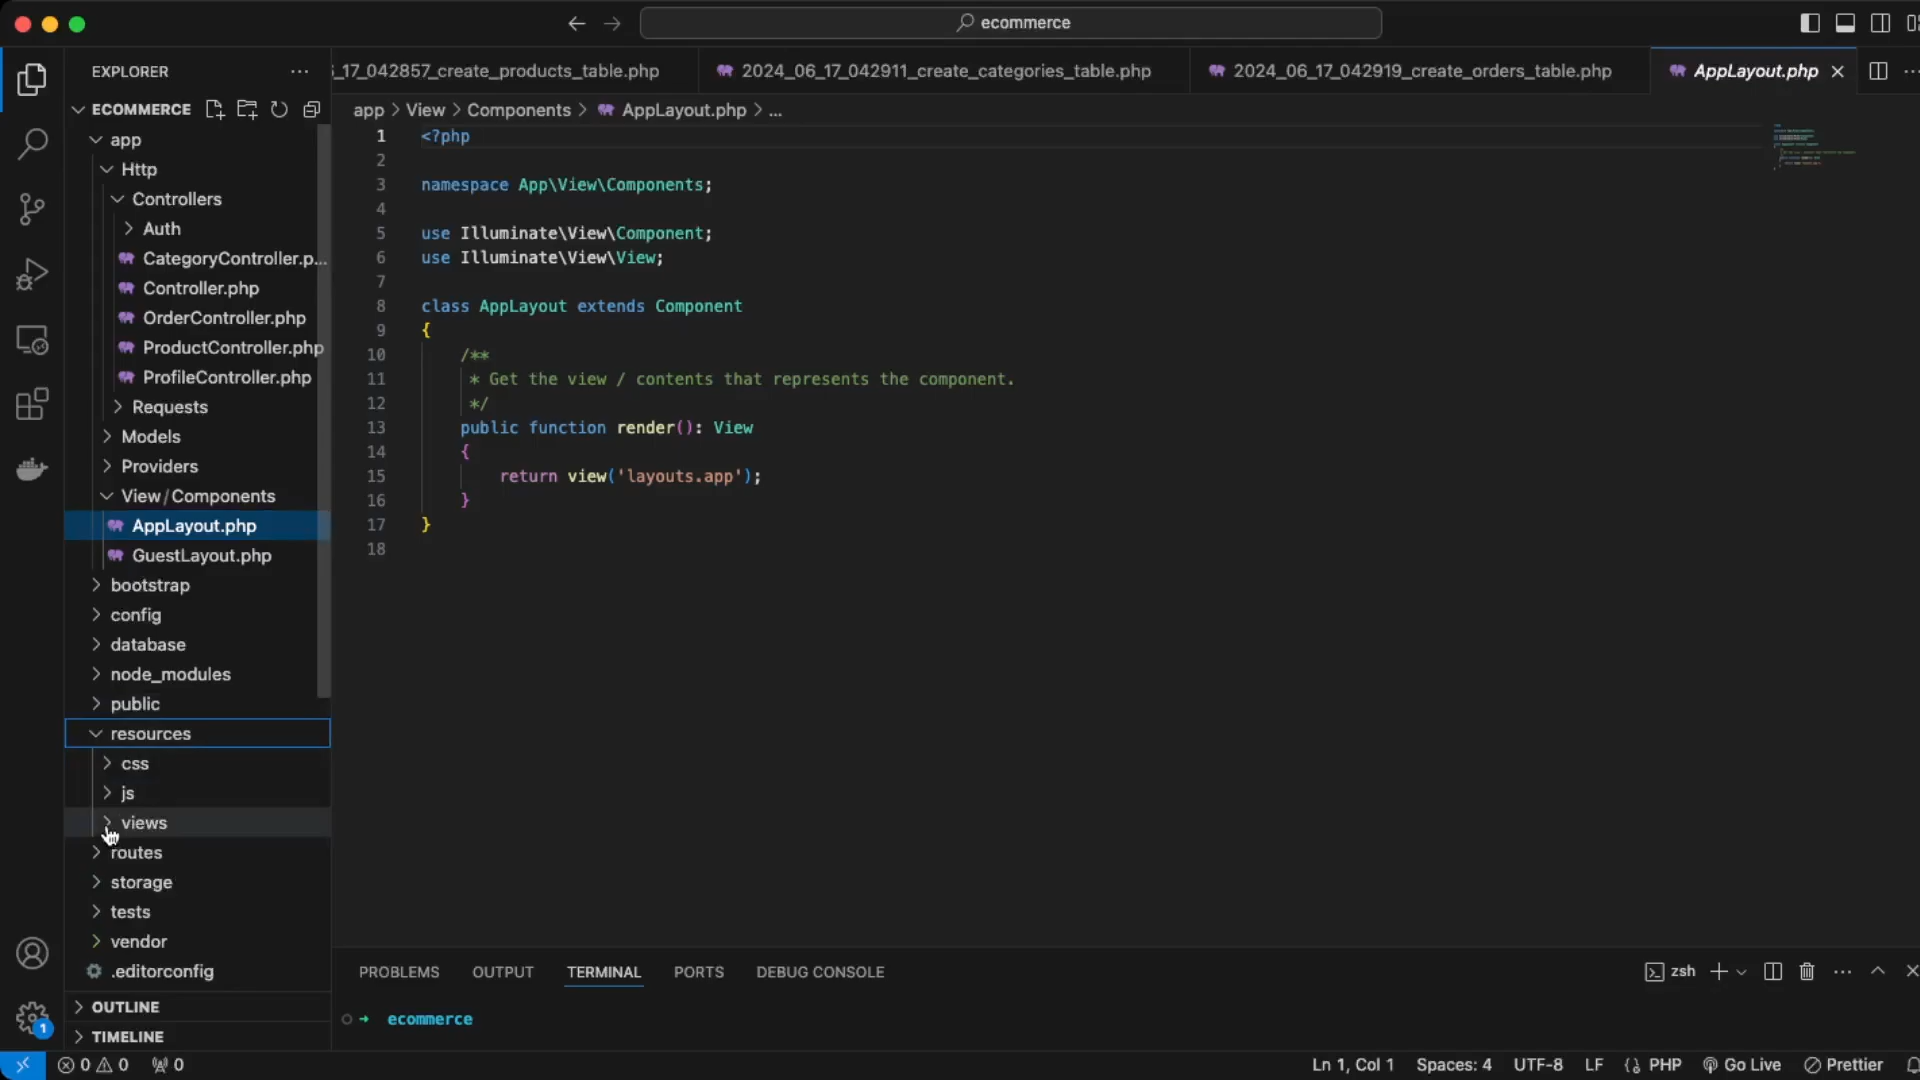 ecommerce
EXPLORER
_17_042857_create_products_table.php
2024_06_17_042911_create_categories_table.php
2024_06_17_042919_create_orders_table.php
AppLayout.php
ECOMMERCE
app > View > Components > AppLayout.php > ...
app
Http
Controllers
Auth
CategoryController.p...
Controller.php
OrderController.php
ProductController.php
ProfileController.php
Requests
Models
Providers
View/Components
AppLayout.php
GuestLayout.php
bootstrap
config
database
node_modules
public
resources
css
js
views
routes
storage
tests
vendor
.editorconfig
OUTLINE
TIMELINE
1 <?php
2
3 namespace App\View\Components;
4
5 use Illuminate\View\Component;
6 use Illuminate\View\View;
7
8 class AppLayout extends Component
9 {
10 /**
11 * Get the view / contents that represents the component.
12 */
13 public function render(): View
14 {
15 return view('layouts.app');
16 }
17 }
18
PROBLEMS OUTPUT TERMINAL PORTS DEBUG CONSOLE
zsh
ecommerce
1
0 0 0
Ln 1, Col 1 Spaces: 4 UTF-8 LF {} PHP Go Live Prettier